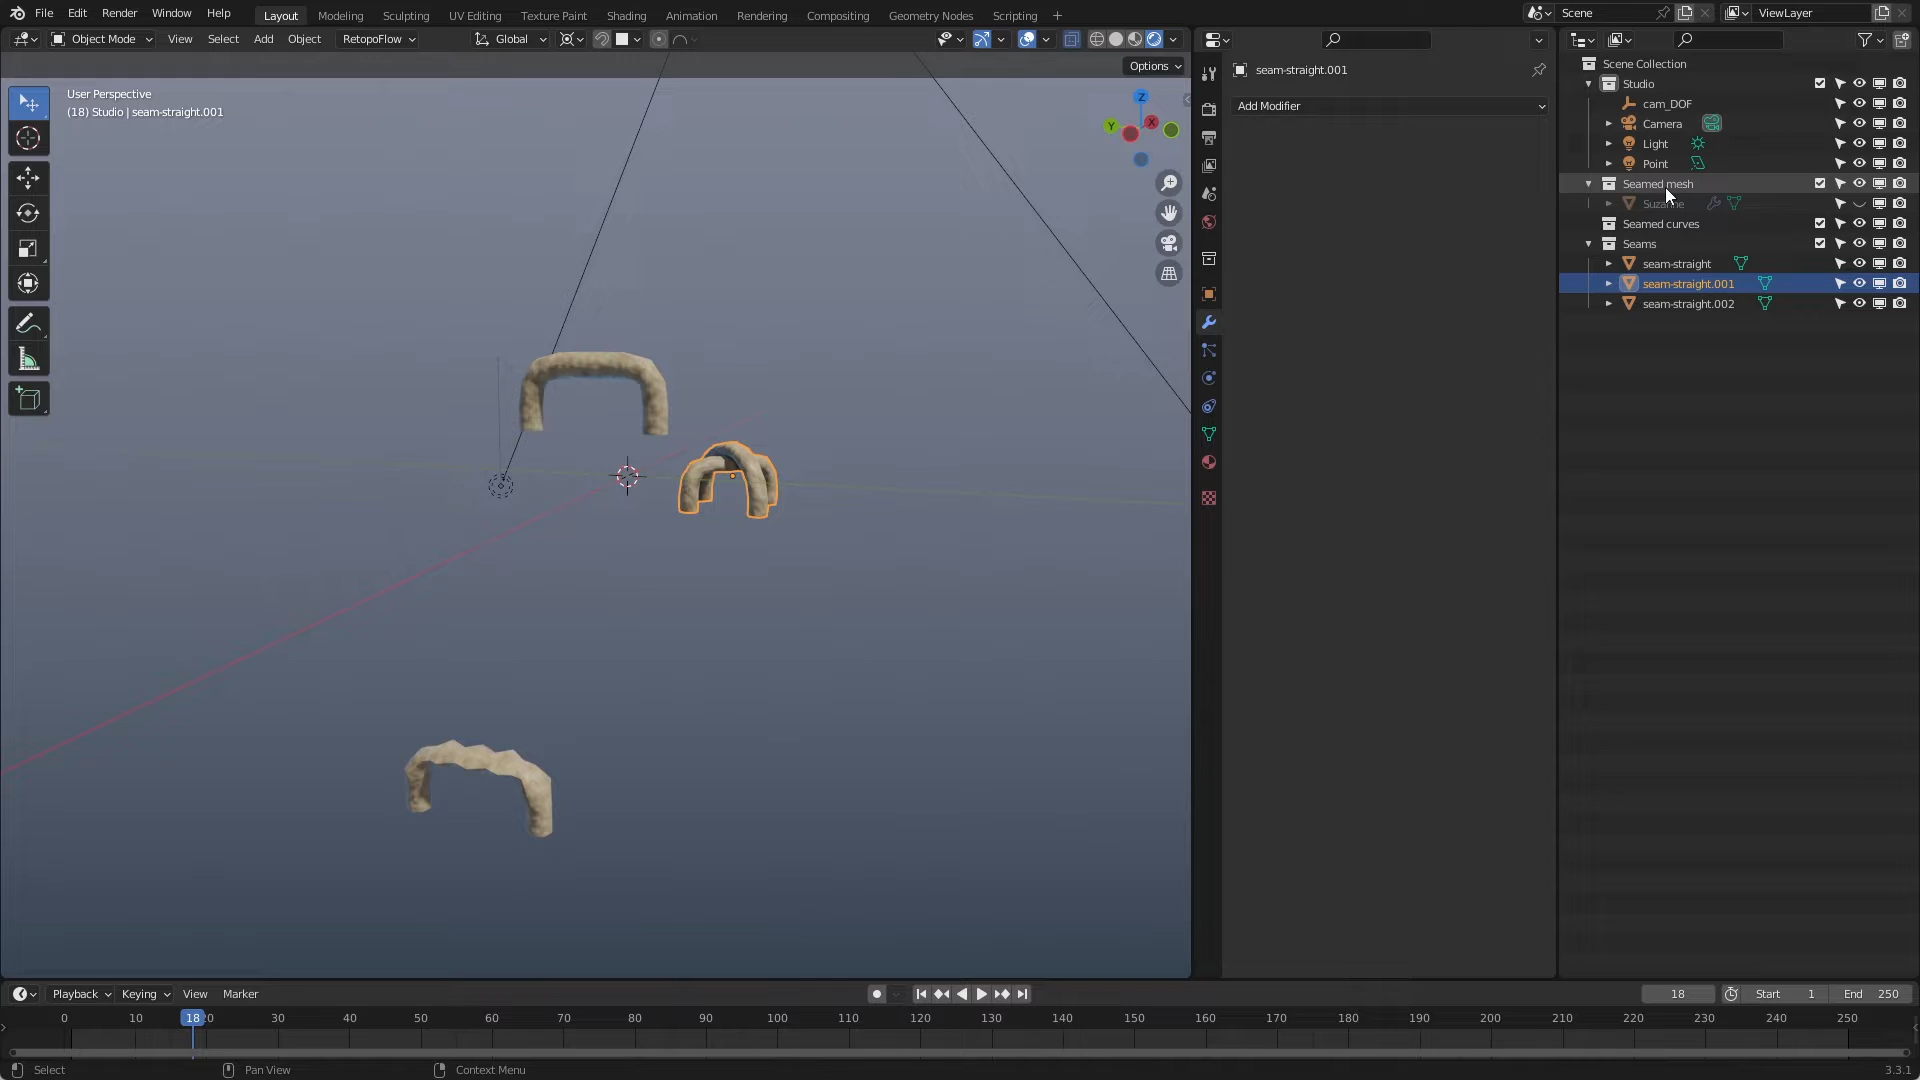 File Edit Render Window Help Layout Modeling Sculpting UV Editing Texture Paint Shading Animation Rendering Compositing Geometry Nodes Scripting + Scene ViewLayer
Object Mode View Select Add Object RetopoFlow Global
Options
User Perspective
(18) Studio | seam-straight.001
Z
Y
X
seam-straight.001
Add Modifier
Scene Collection
Studio
cam_DOF
Camera
Light
Point
Seamed mesh
Suzanne
Seamed curves
Seams
seam-straight
seam-straight.001
seam-straight.002
Playback Keying View Marker 18 Start 1 End 250
0 10 18 20 30 40 50 60 70 80 90 100 110 120 130 140 150 160 170 180 190 200 210 220 230 240 250
Select Pan View Context Menu 3.3.1